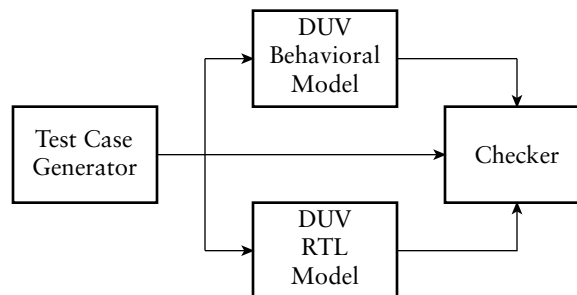 DUV
Behavioral
Model
Test Case
Generator
Checker
DUV
RTL
Model